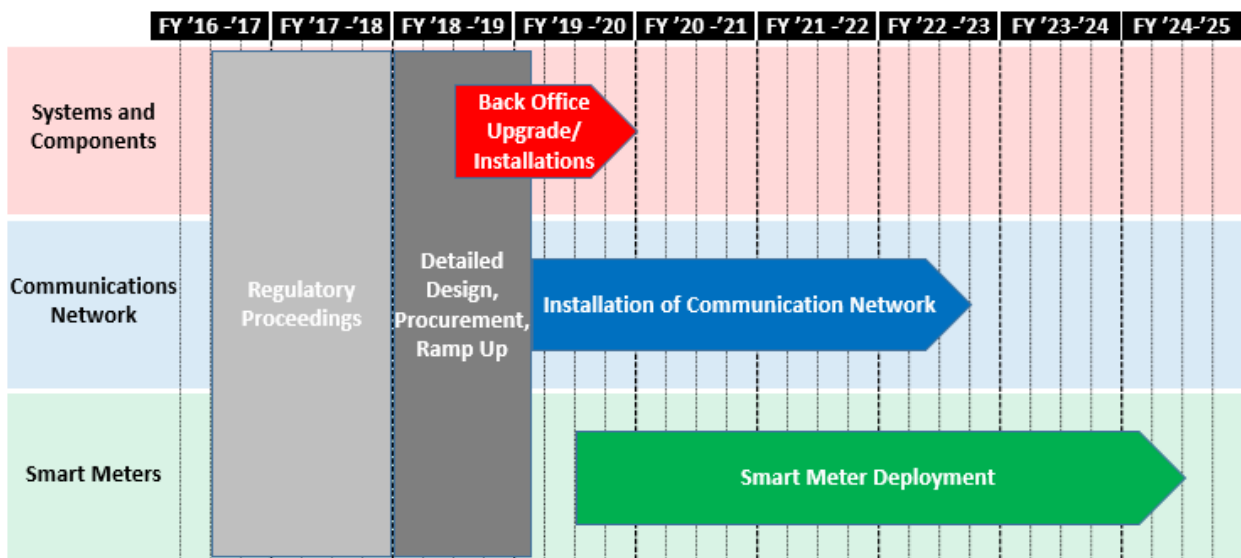 FY ’16 -’17 FY ’17 -’18 FY ’18 -’19 FY ’19 -’20 FY ’20 -’21 FY ’21 -’22 FY ’22 -’23 FY ’23-’24 FY ’24-’25
Systems and
Components
Back Office
Upgrade/
Installations
Communications
Network
Regulatory
Proceedings
Detailed
Design,
Procurement,
Ramp Up
Installation of Communication Network
Smart Meters
Smart Meter Deployment